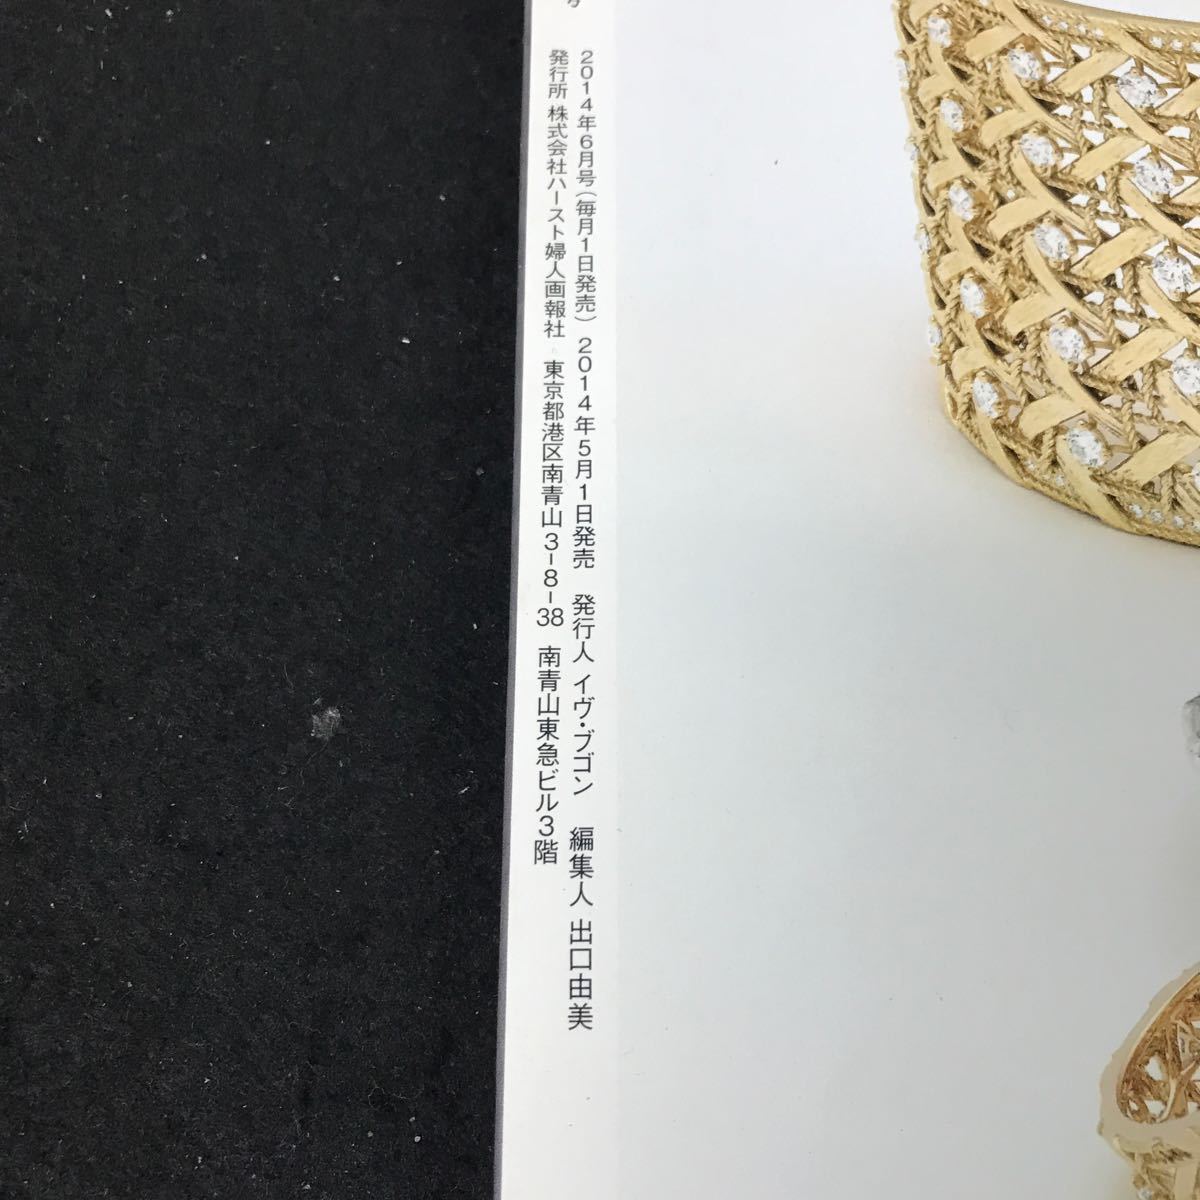 号
2014年6月号(毎月1日発売) 2014年5月1日発売 発行人 イヴ・ブゴン 編集人 出口由美
発行所 株式会社ハースト婦人画報社 東京都港区南青山3-8-38 南青山東急ビル3階